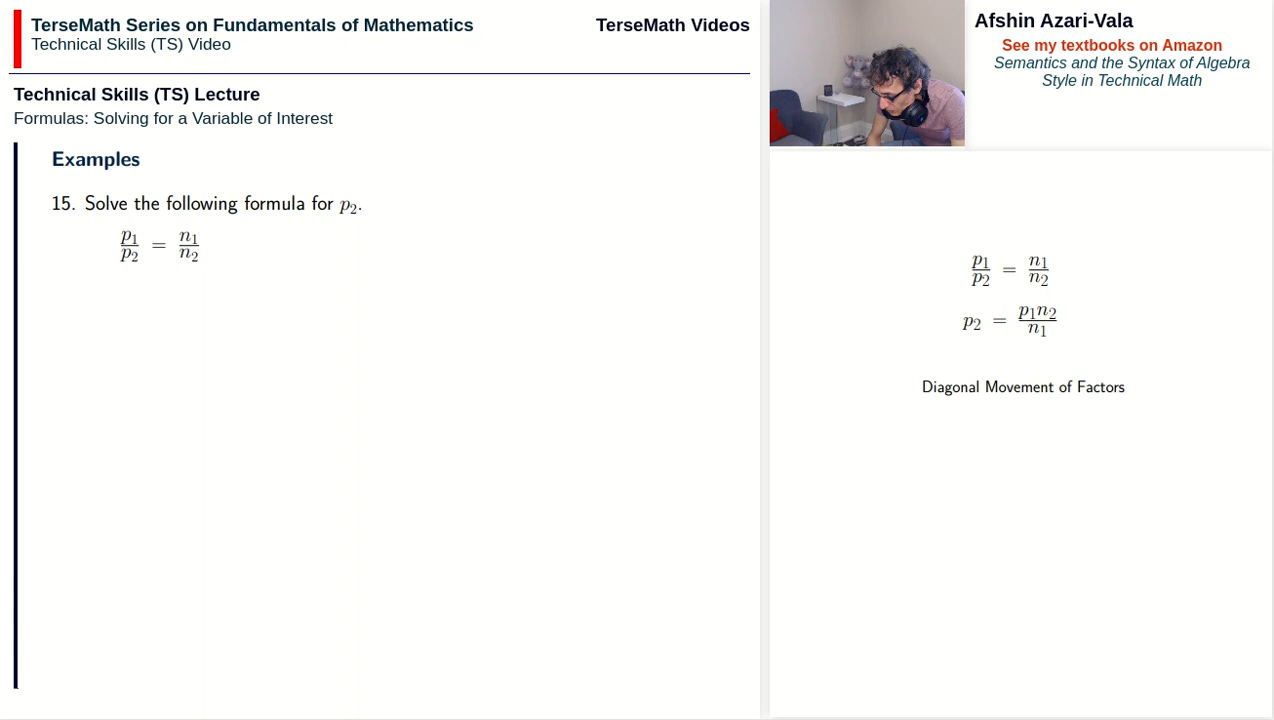 TerseMath Series on Fundamentals of Mathematics
TerseMath Videos
Technical Skills (TS) Video
Technical Skills (TS) Lecture
Formulas: Solving for a Variable of Interest
Examples
15. Solve the following formula for p₂.
p₁/p₂ = n₁/n₂
Afshin Azari-Vala
See my textbooks on Amazon
Semantics and the Syntax of Algebra
Style in Technical Math
p₁/p₂ = n₁/n₂
p₂ = p₁n₂/n₁
Diagonal Movement of Factors